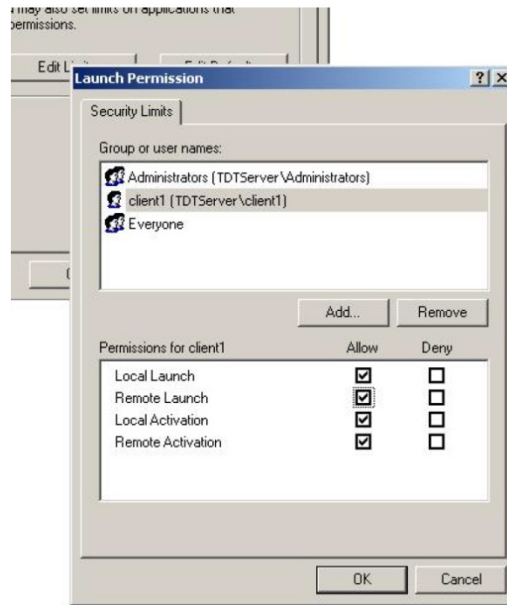 may also set limits on applications that
permissions.
Edit
Launch Permission
Security Limits
Group or user names:
Administrators (TDTServer\Administrators)
client1 (TDTServer\client1)
Everyone
Add... Remove
Permissions for client1 Allow Deny
Local Launch
Remote Launch
Local Activation
Remote Activation
OK Cancel